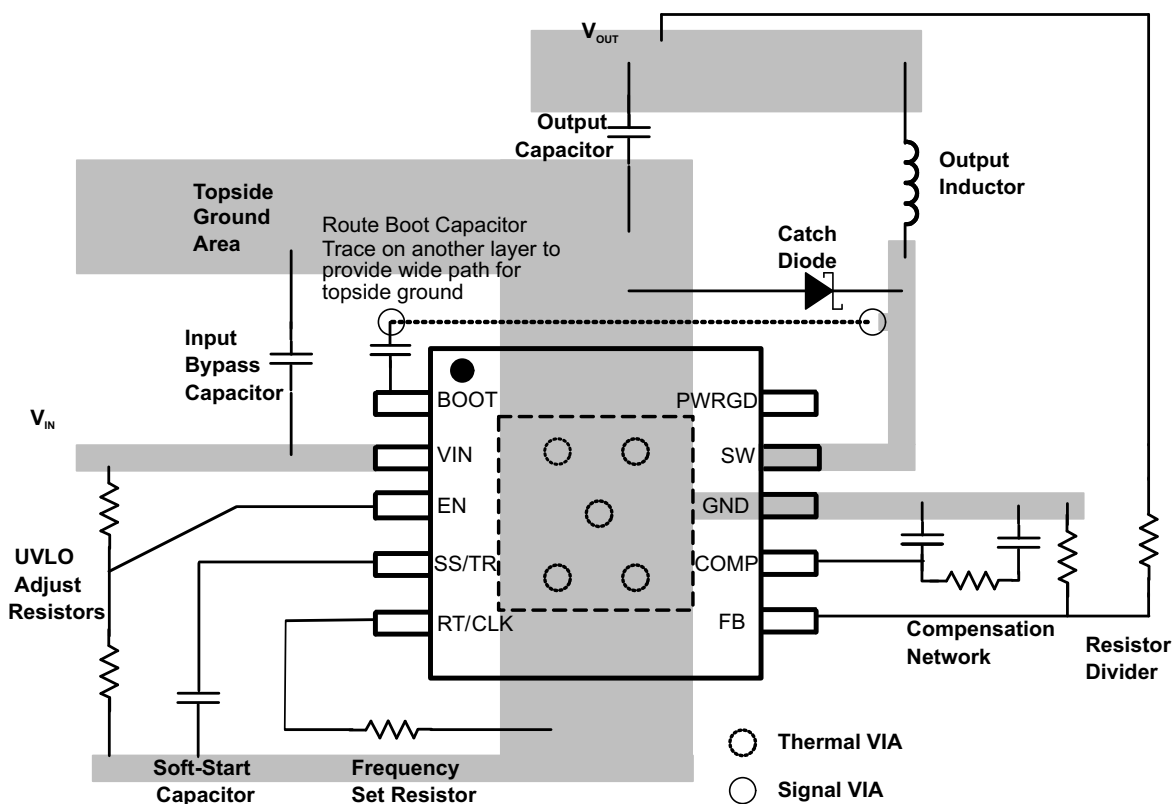 VOUT
Output
Capacitor
Output
Inductor
Topside
Ground
Area
Route Boot Capacitor
Trace on another layer to
provide wide path for
topside ground
Catch
Diode
Input
Bypass
Capacitor
VIN
BOOT
VIN
EN
SS/TR
RT/CLK
PWRGD
SW
GND
COMP
FB
UVLO
Adjust
Resistors
Compensation
Network
Resistor
Divider
Soft-Start
Capacitor
Frequency
Set Resistor
Thermal VIA
Signal VIA